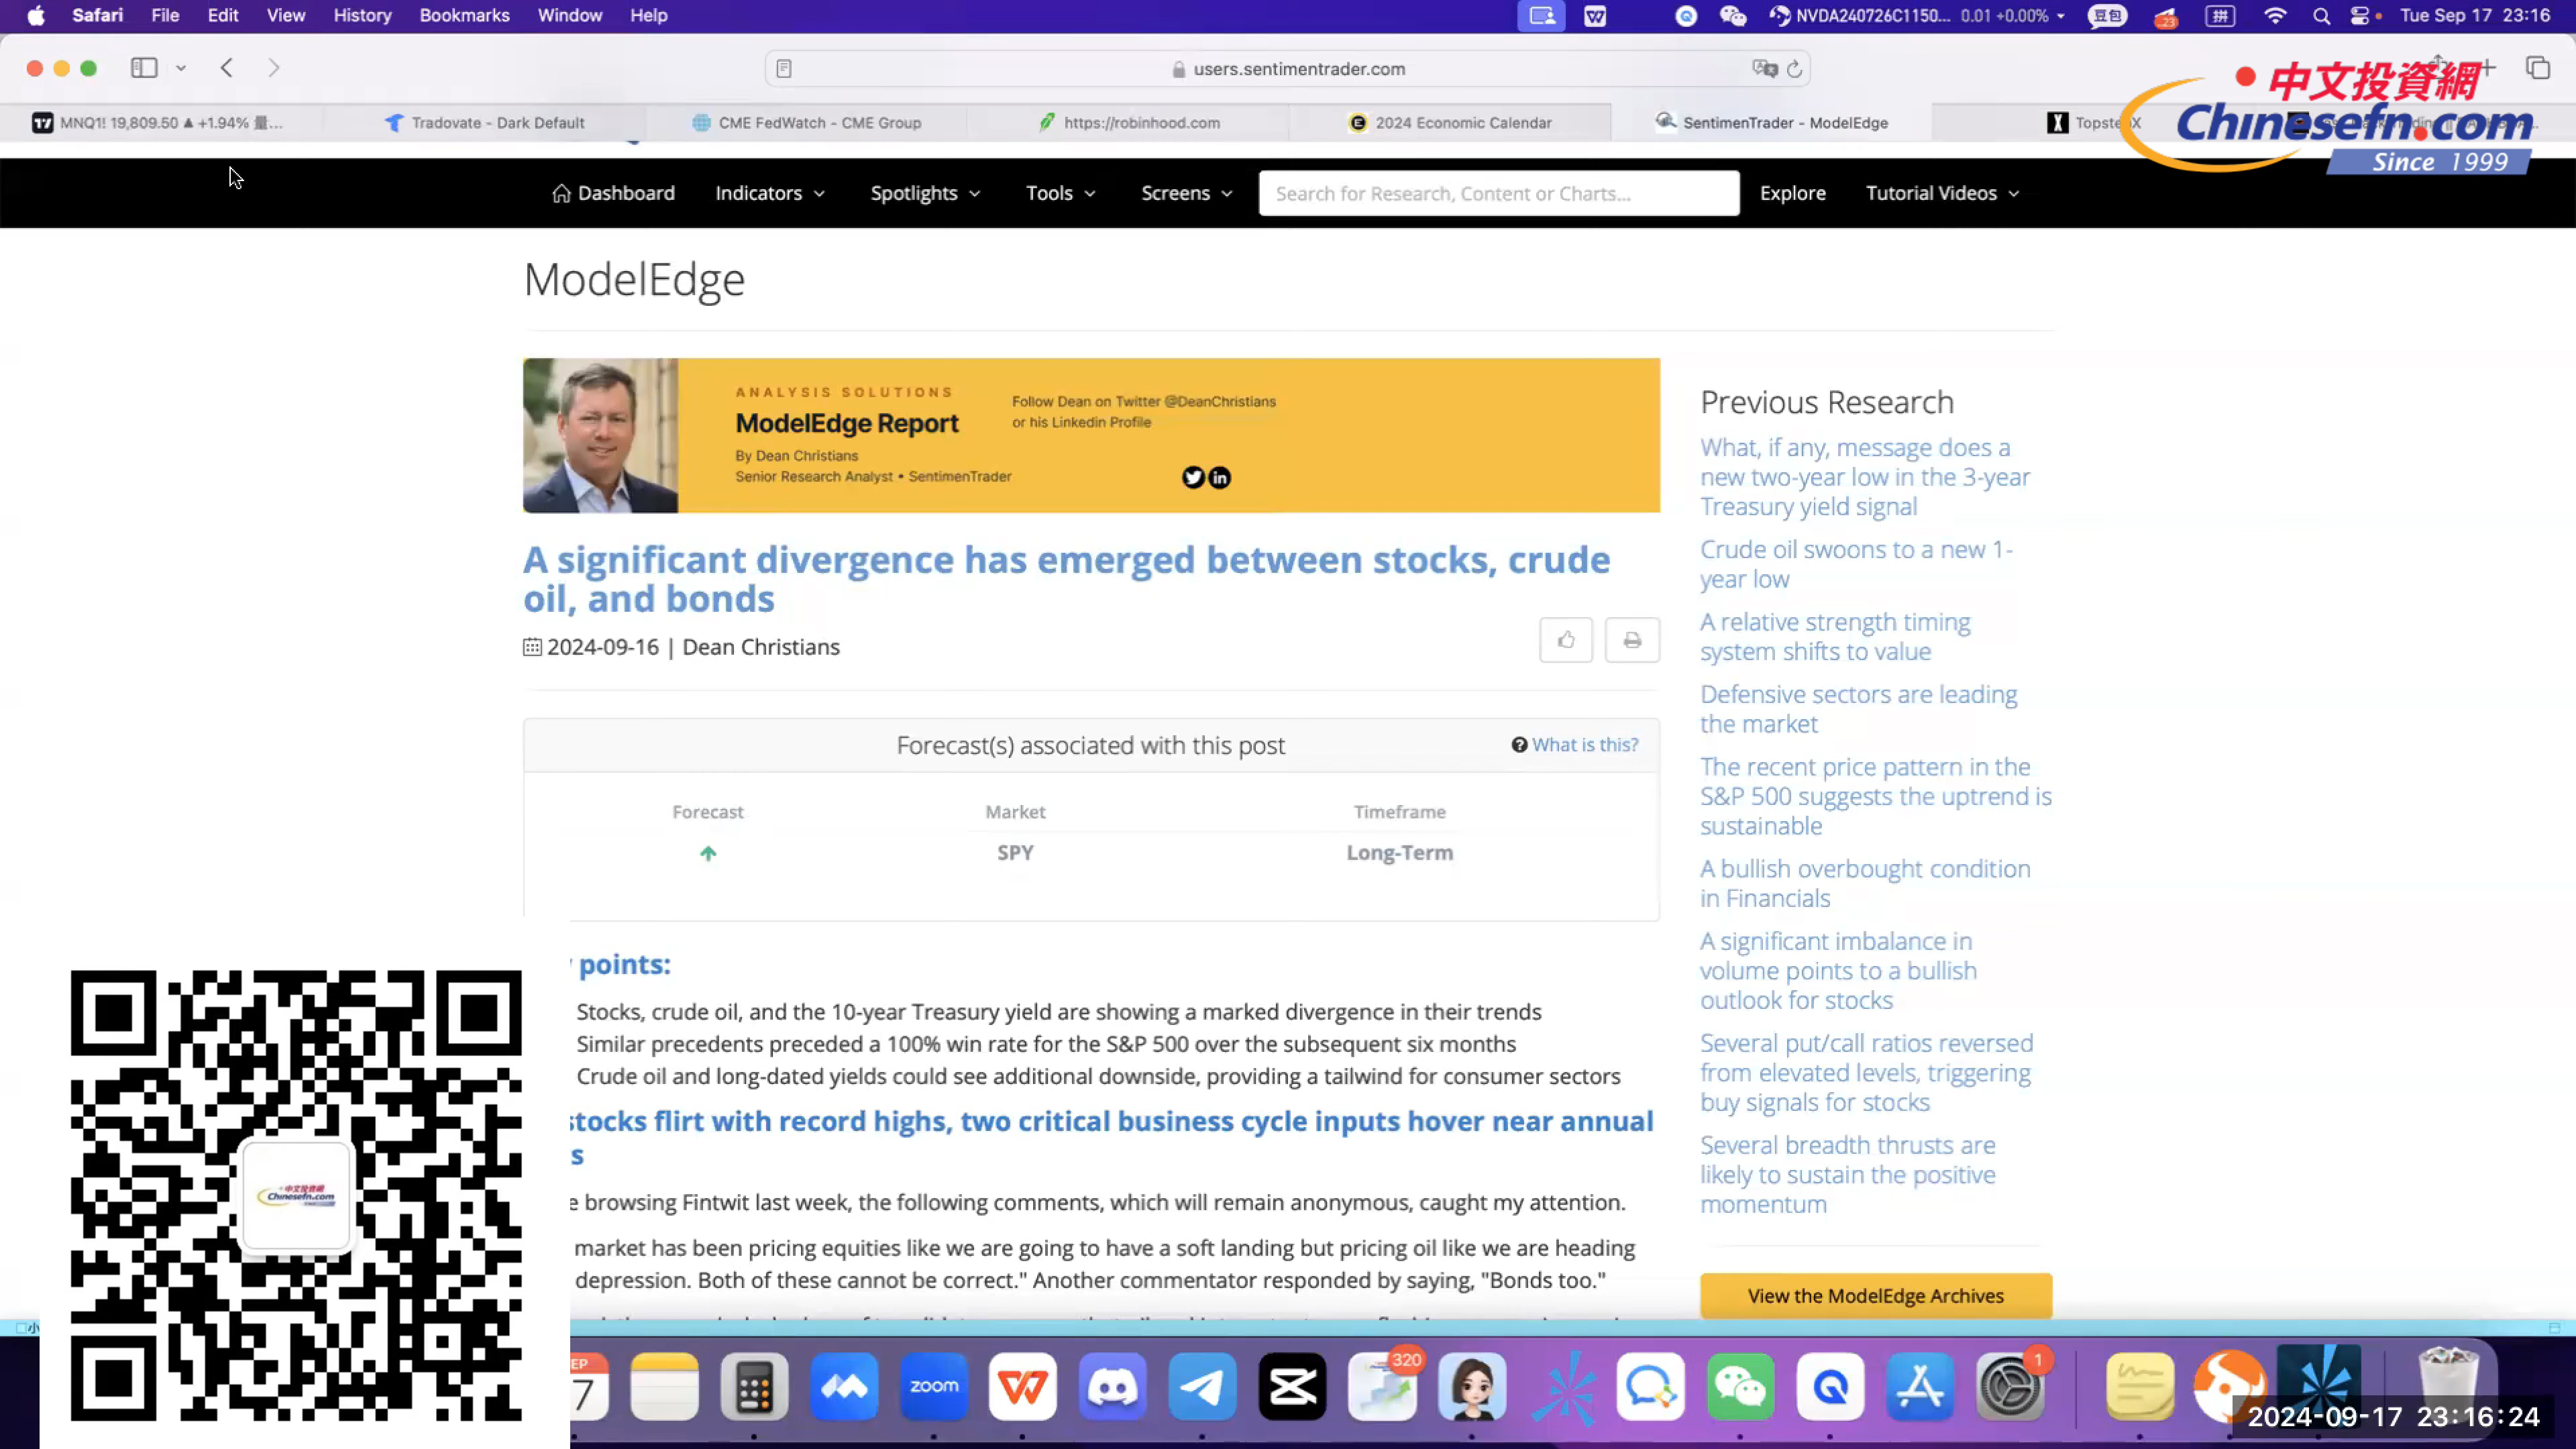 Safari File Edit View History Bookmarks Window Help
NVDA240726C1150... 0.01 +0.00%
豆包
23
拼
Tue Sep 17 23:16
users.sentimentrader.com
MNQ1! 19,809.50 ▲ +1.94% 量...
Tradovate - Dark Default
CME FedWatch - CME Group
https://robinhood.com
2024 Economic Calendar
SentimenTrader - ModelEdge
中文投資網
Chinesefn.com
Since 1999
Dashboard
Indicators
Spotlights
Tools
Screens
Search for Research, Content or Charts...
Explore
Tutorial Videos
ModelEdge
ANALYSIS SOLUTIONS
ModelEdge Report
By Dean Christians
Senior Research Analyst • SentimenTrader
Follow Dean on Twitter @DeanChristians
or his Linkedin Profile
A significant divergence has emerged between stocks, crude
oil, and bonds
2024-09-16 | Dean Christians
Forecast(s) associated with this post
What is this?
Forecast Market Timeframe
SPY Long-Term
points:
Stocks, crude oil, and the 10-year Treasury yield are showing a marked divergence in their trends
Similar precedents preceded a 100% win rate for the S&P 500 over the subsequent six months
Crude oil and long-dated yields could see additional downside, providing a tailwind for consumer sectors
stocks flirt with record highs, two critical business cycle inputs hover near annual
s
e browsing Fintwit last week, the following comments, which will remain anonymous, caught my attention.
market has been pricing equities like we are going to have a soft landing but pricing oil like we are heading
depression. Both of these cannot be correct." Another commentator responded by saying, "Bonds too."
Previous Research
What, if any, message does a
new two-year low in the 3-year
Treasury yield signal
Crude oil swoons to a new 1-
year low
A relative strength timing
system shifts to value
Defensive sectors are leading
the market
The recent price pattern in the
S&P 500 suggests the uptrend is
sustainable
A bullish overbought condition
in Financials
A significant imbalance in
volume points to a bullish
outlook for stocks
Several put/call ratios reversed
from elevated levels, triggering
buy signals for stocks
Several breadth thrusts are
likely to sustain the positive
momentum
View the ModelEdge Archives
中文投資網
Chinesefn.com
zoom
320
1
2024-09-17 23:16:24